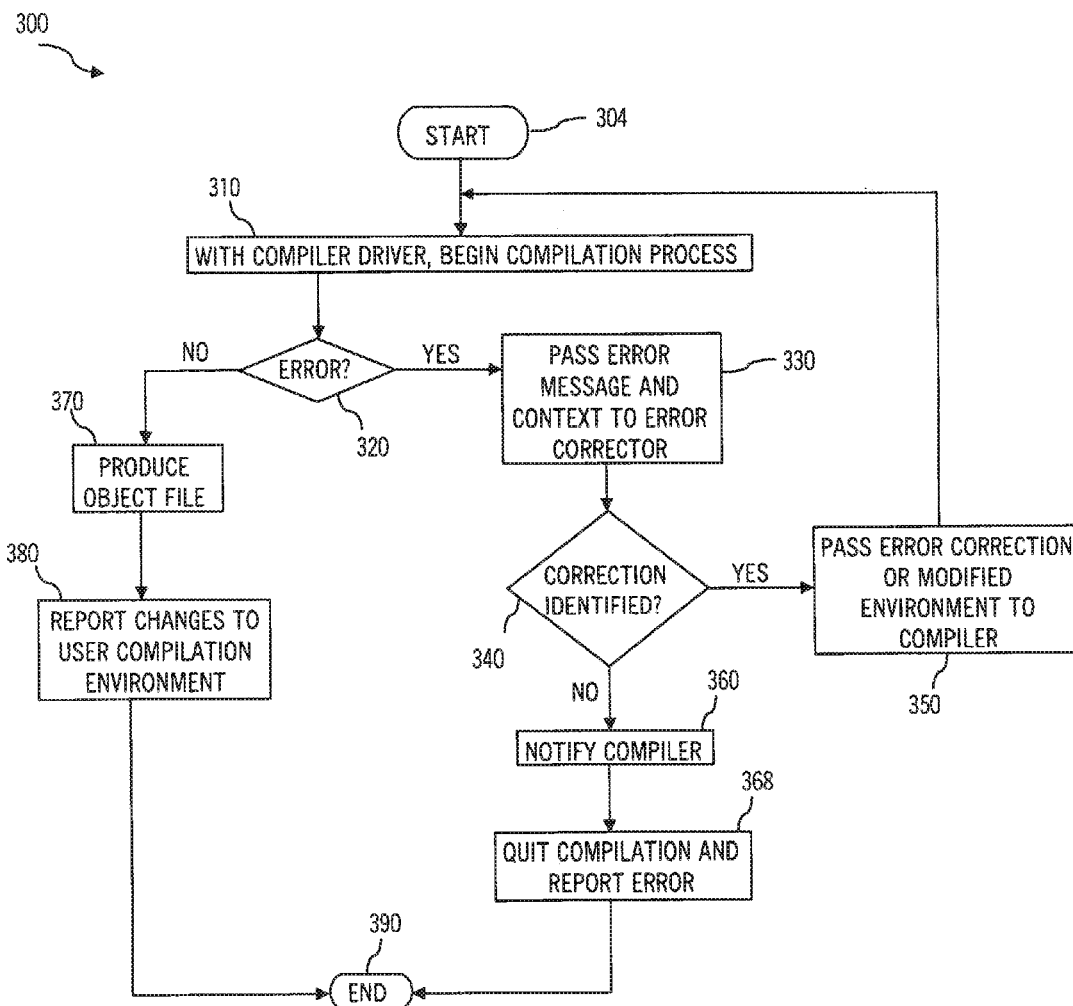 300
START
304
310
WITH COMPILER DRIVER, BEGIN COMPILATION PROCESS
NO
ERROR?
YES
320
PASS ERROR
MESSAGE AND
CONTEXT TO ERROR
CORRECTOR
330
370
PRODUCE
OBJECT FILE
380
REPORT CHANGES TO
USER COMPILATION
ENVIRONMENT
CORRECTION
IDENTIFIED?
YES
340
NO
PASS ERROR CORRECTION
OR MODIFIED
ENVIRONMENT TO
COMPILER
350
360
NOTIFY COMPILER
368
QUIT COMPILATION AND
REPORT ERROR
390
END